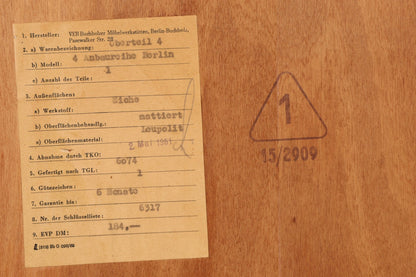 1. Hersteller: VEB Buchholzer Möbelwerkstätten, Berlin-Buchholz,
Pasewalker Str. 28
2. a) Warenbezeichnung: Oberteil 4
b) Modell: 4 Anbaureihe Berlin
c) Anzahl der Teile: 1
3. Außenflächen:
a) Werkstoff: Eiche
b) Oberflächenbehandlg.: mattiert
c) Oberflächenmaterial: Leupolit
4. Abnahme durch TKO: 2. Mai 1961
5. Gefertigt nach TGL: 6074
6. Gütezeichen: 1
7. Garantie bis: 6 Monate
8. Nr. der Schlüsselliste: 6317
9. EVP DM: 184,—
1
15/2909